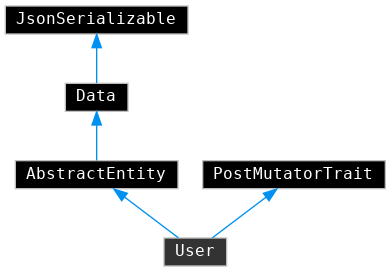 JsonSerializable
Data
AbstractEntity
PostMutatorTrait
User